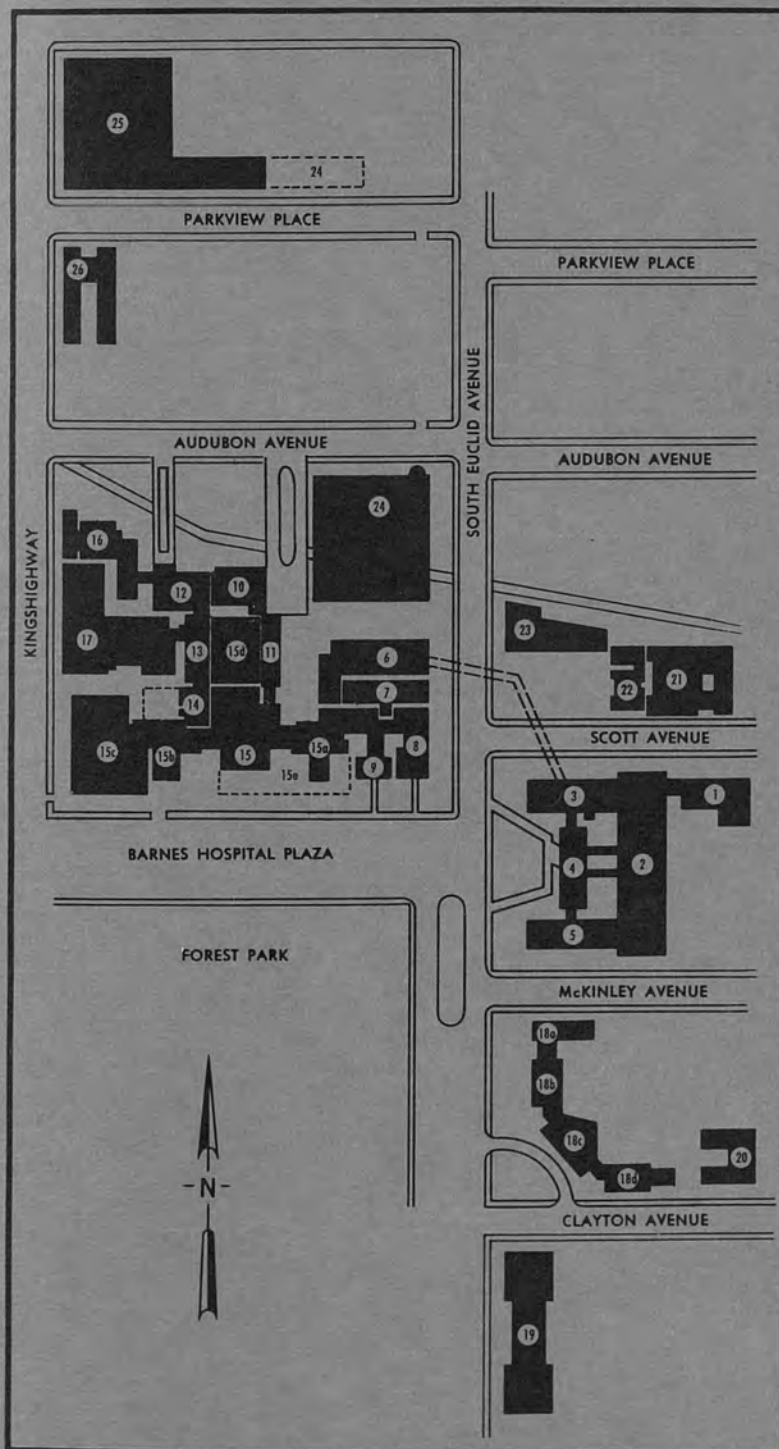 25
24
PARKVIEW PLACE
26
PARKVIEW PLACE
SOUTH EUCLID AVENUE
AUDUBON AVENUE
AUDUBON AVENUE
KINGSHIGHWAY
24
16
12
10
23
17
13
15d
11
6
22
21
7
14
15c
15b
15
15a
8
9
15e
SCOTT AVENUE
3
1
BARNES HOSPITAL PLAZA
4
2
5
FOREST PARK
McKINLEY AVENUE
18a
18b
18c
20
18d
-N-
CLAYTON AVENUE
19